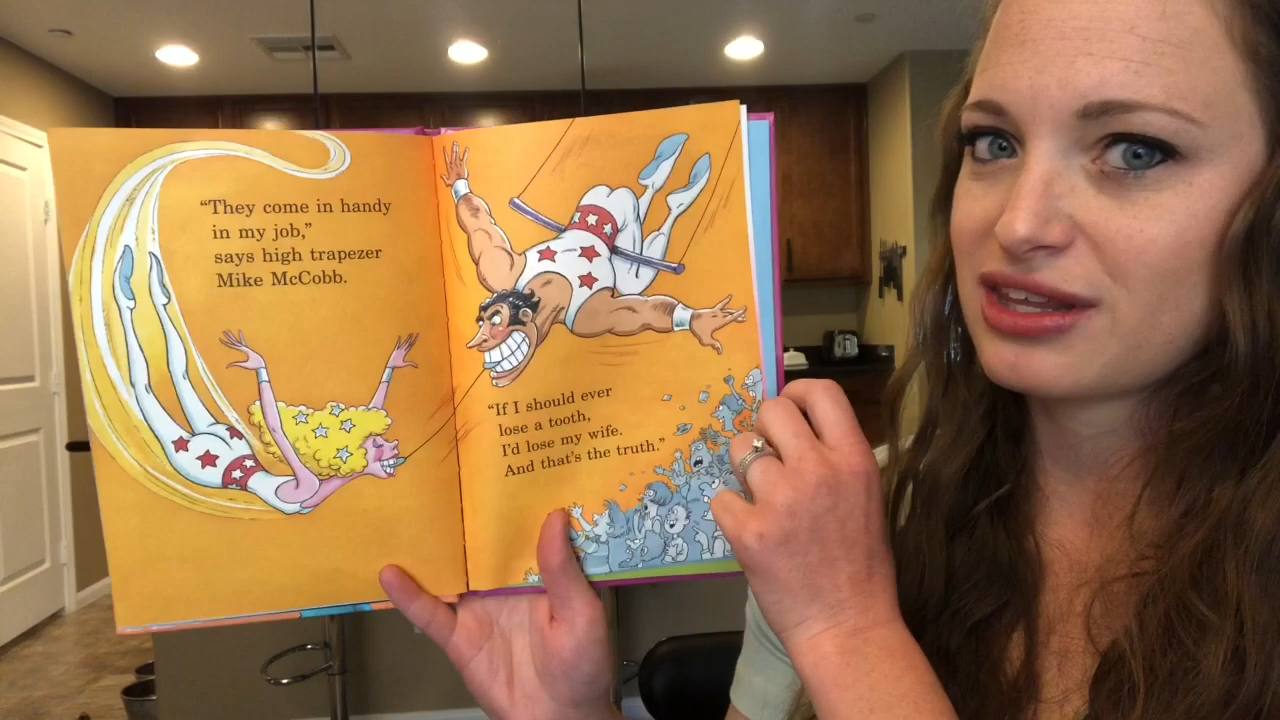 “They come in handy
in my job,”
says high trapezer
Mike McCobb.
“If I should ever
lose a tooth,
I’d lose my wife.
And that’s the truth.”